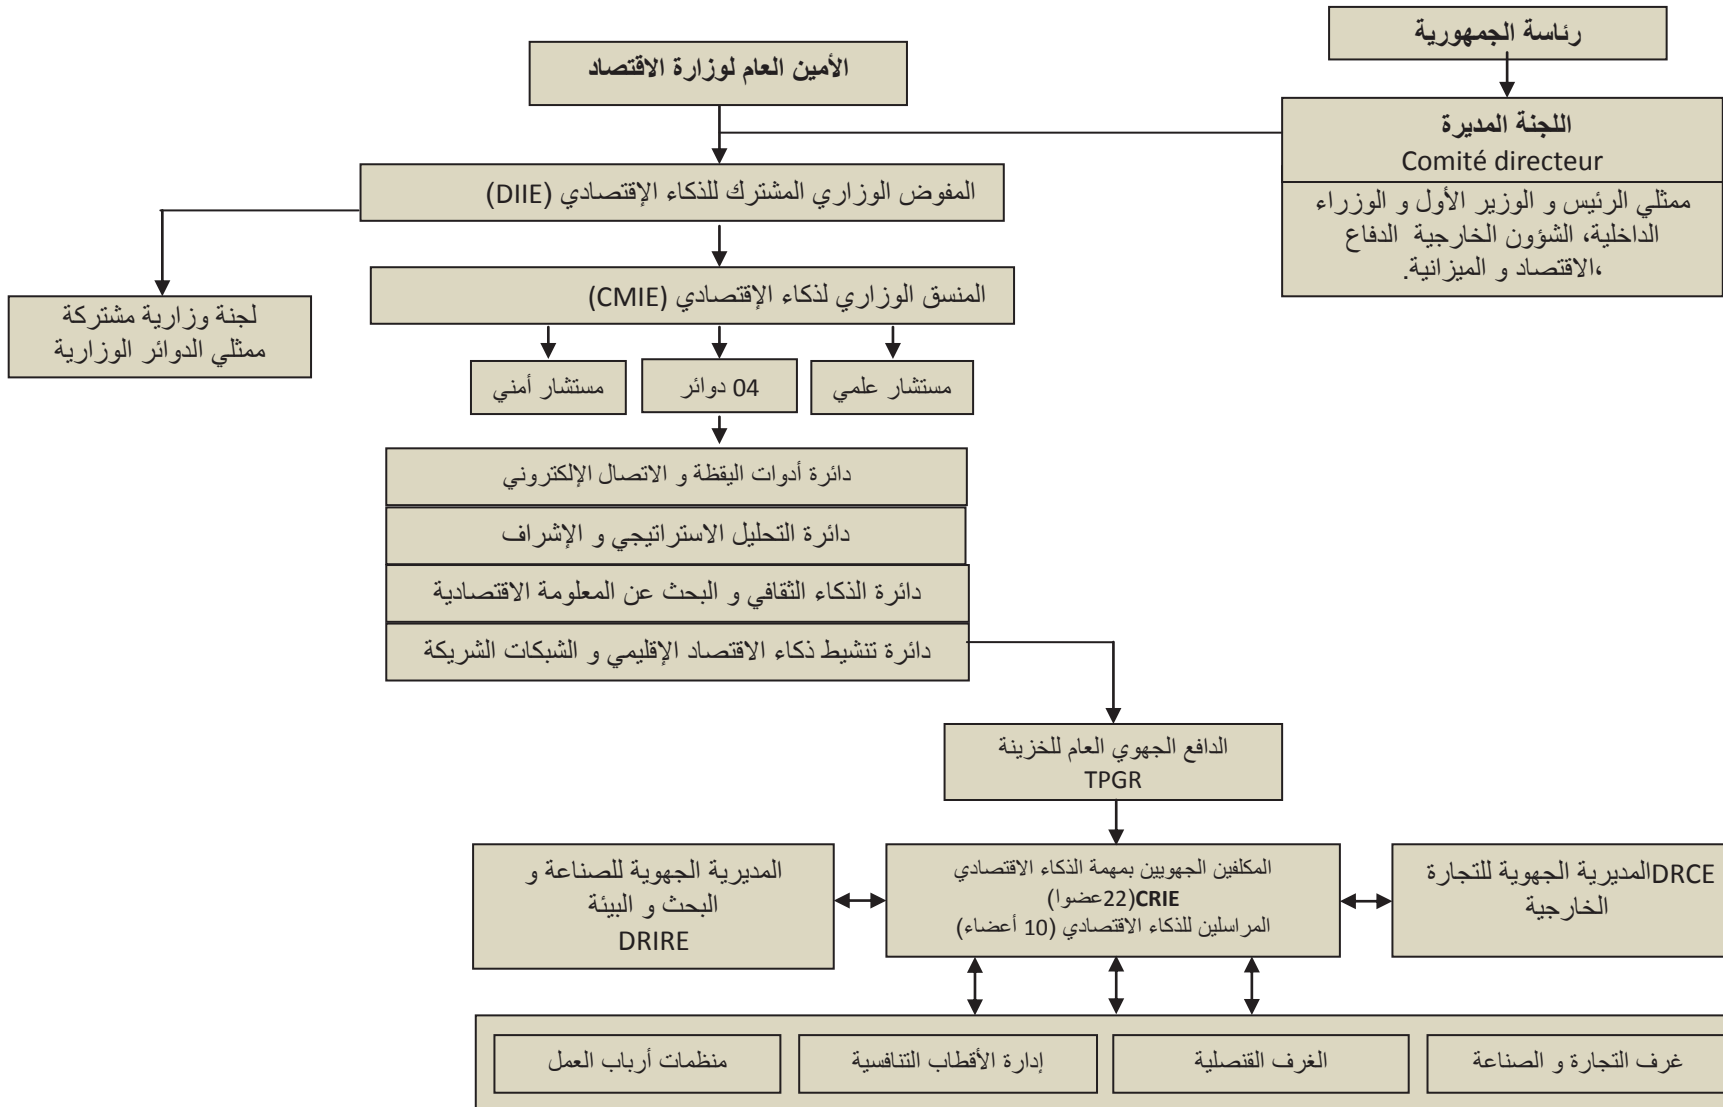 رئاسة الجمهورية
الأمين العام لوزارة الاقتصاد
اللجنة المديرة
Comité directeur
ممثلي الرئيس و الوزير الأول و الوزراء
الداخلية، الشؤون الخارجية الدفاع
،الاقتصاد و الميزانية.
المفوض الوزاري المشترك للذكاء الإقتصادي (DIIE)
المنسق الوزاري لذكاء الإقتصادي (CMIE)
لجنة وزارية مشتركة
ممثلي الدوائر الوزارية
مستشار علمي
04 دوائر
مستشار أمني
دائرة أدوات اليقظة و الاتصال الإلكتروني
دائرة التحليل الاستراتيجي و الإشراف
دائرة الذكاء الثقافي و البحث عن المعلومة الاقتصادية
دائرة تنشيط ذكاء الاقتصاد الإقليمي و الشبكات الشريكة
الدافع الجهوي العام للخزينة
TPGR
DRCEالمديرية الجهوية للتجارة
الخارجية
المكلفين الجهويين بمهمة الذكاء الاقتصادي
CRIE(22عضوا)
المراسلين للذكاء الاقتصادي (10 أعضاء)
المديرية الجهوية للصناعة و
البحث و البيئة
DRIRE
غرف التجارة و الصناعة
الغرف القنصلية
إدارة الأقطاب التنافسية
منظمات أرباب العمل